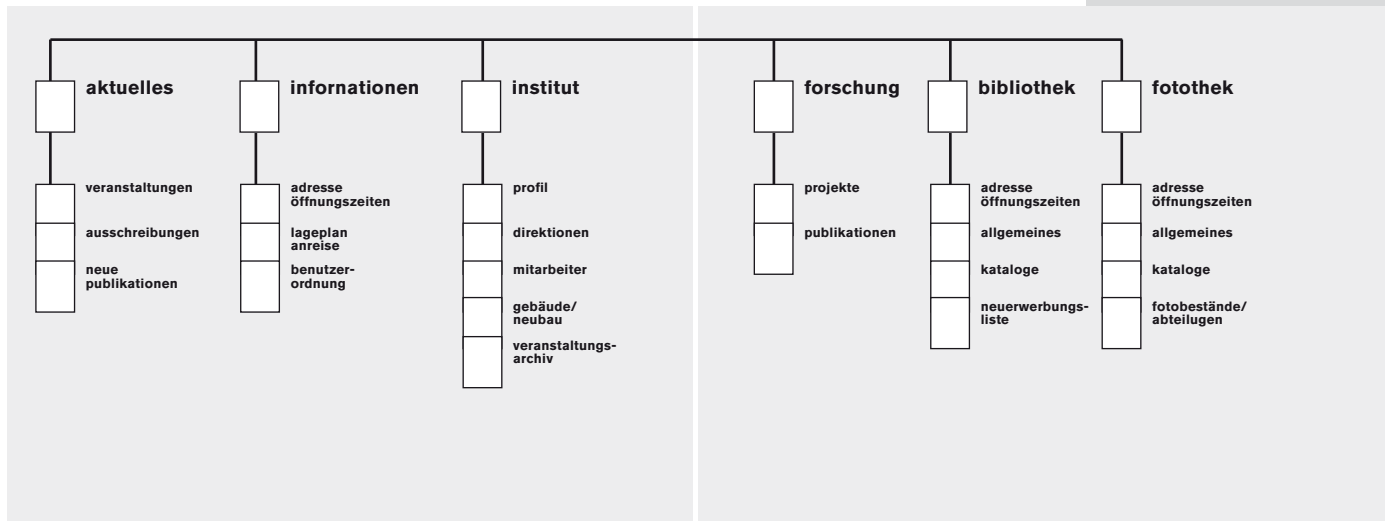 aktuelles
infornationen
institut
forschung
bibliothek
fotothek
veranstaltungen
ausschreibungen
neue
publikationen
adresse
öffnungszeiten
lageplan
anreise
benutzer-
ordnung
profil
direktionen
mitarbeiter
gebäude/
neubau
veranstaltungs-
archiv
projekte
publikationen
adresse
öffnungszeiten
allgemeines
kataloge
neuerwerbungs-
liste
adresse
öffnungszeiten
allgemeines
kataloge
fotobestände/
abteilugen